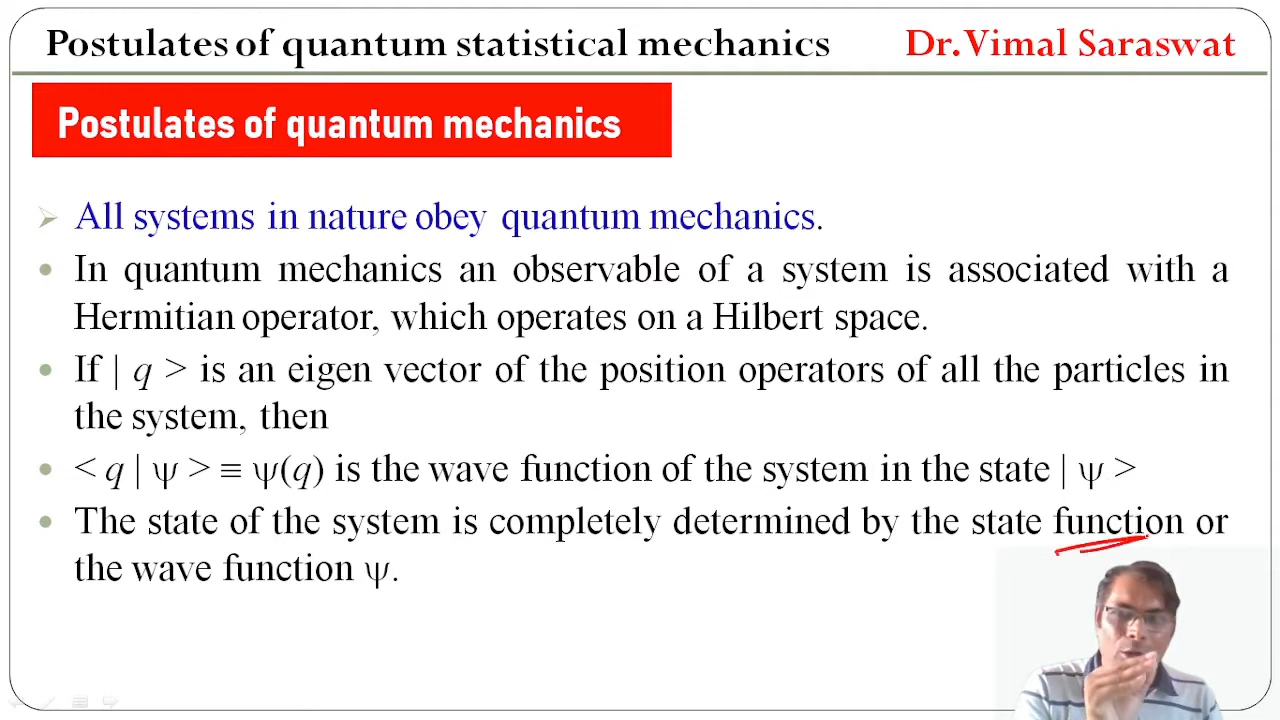 Postulates of quantum statistical mechanics Dr.Vimal Saraswat
Postulates of quantum mechanics
All systems in nature obey quantum mechanics.
In quantum mechanics an observable of a system is associated with a
Hermitian operator, which operates on a Hilbert space.
If | q > is an eigen vector of the position operators of all the particles in
the system, then
< q | ψ > ≡ ψ(q) is the wave function of the system in the state | ψ >
The state of the system is completely determined by the state function or
the wave function ψ.